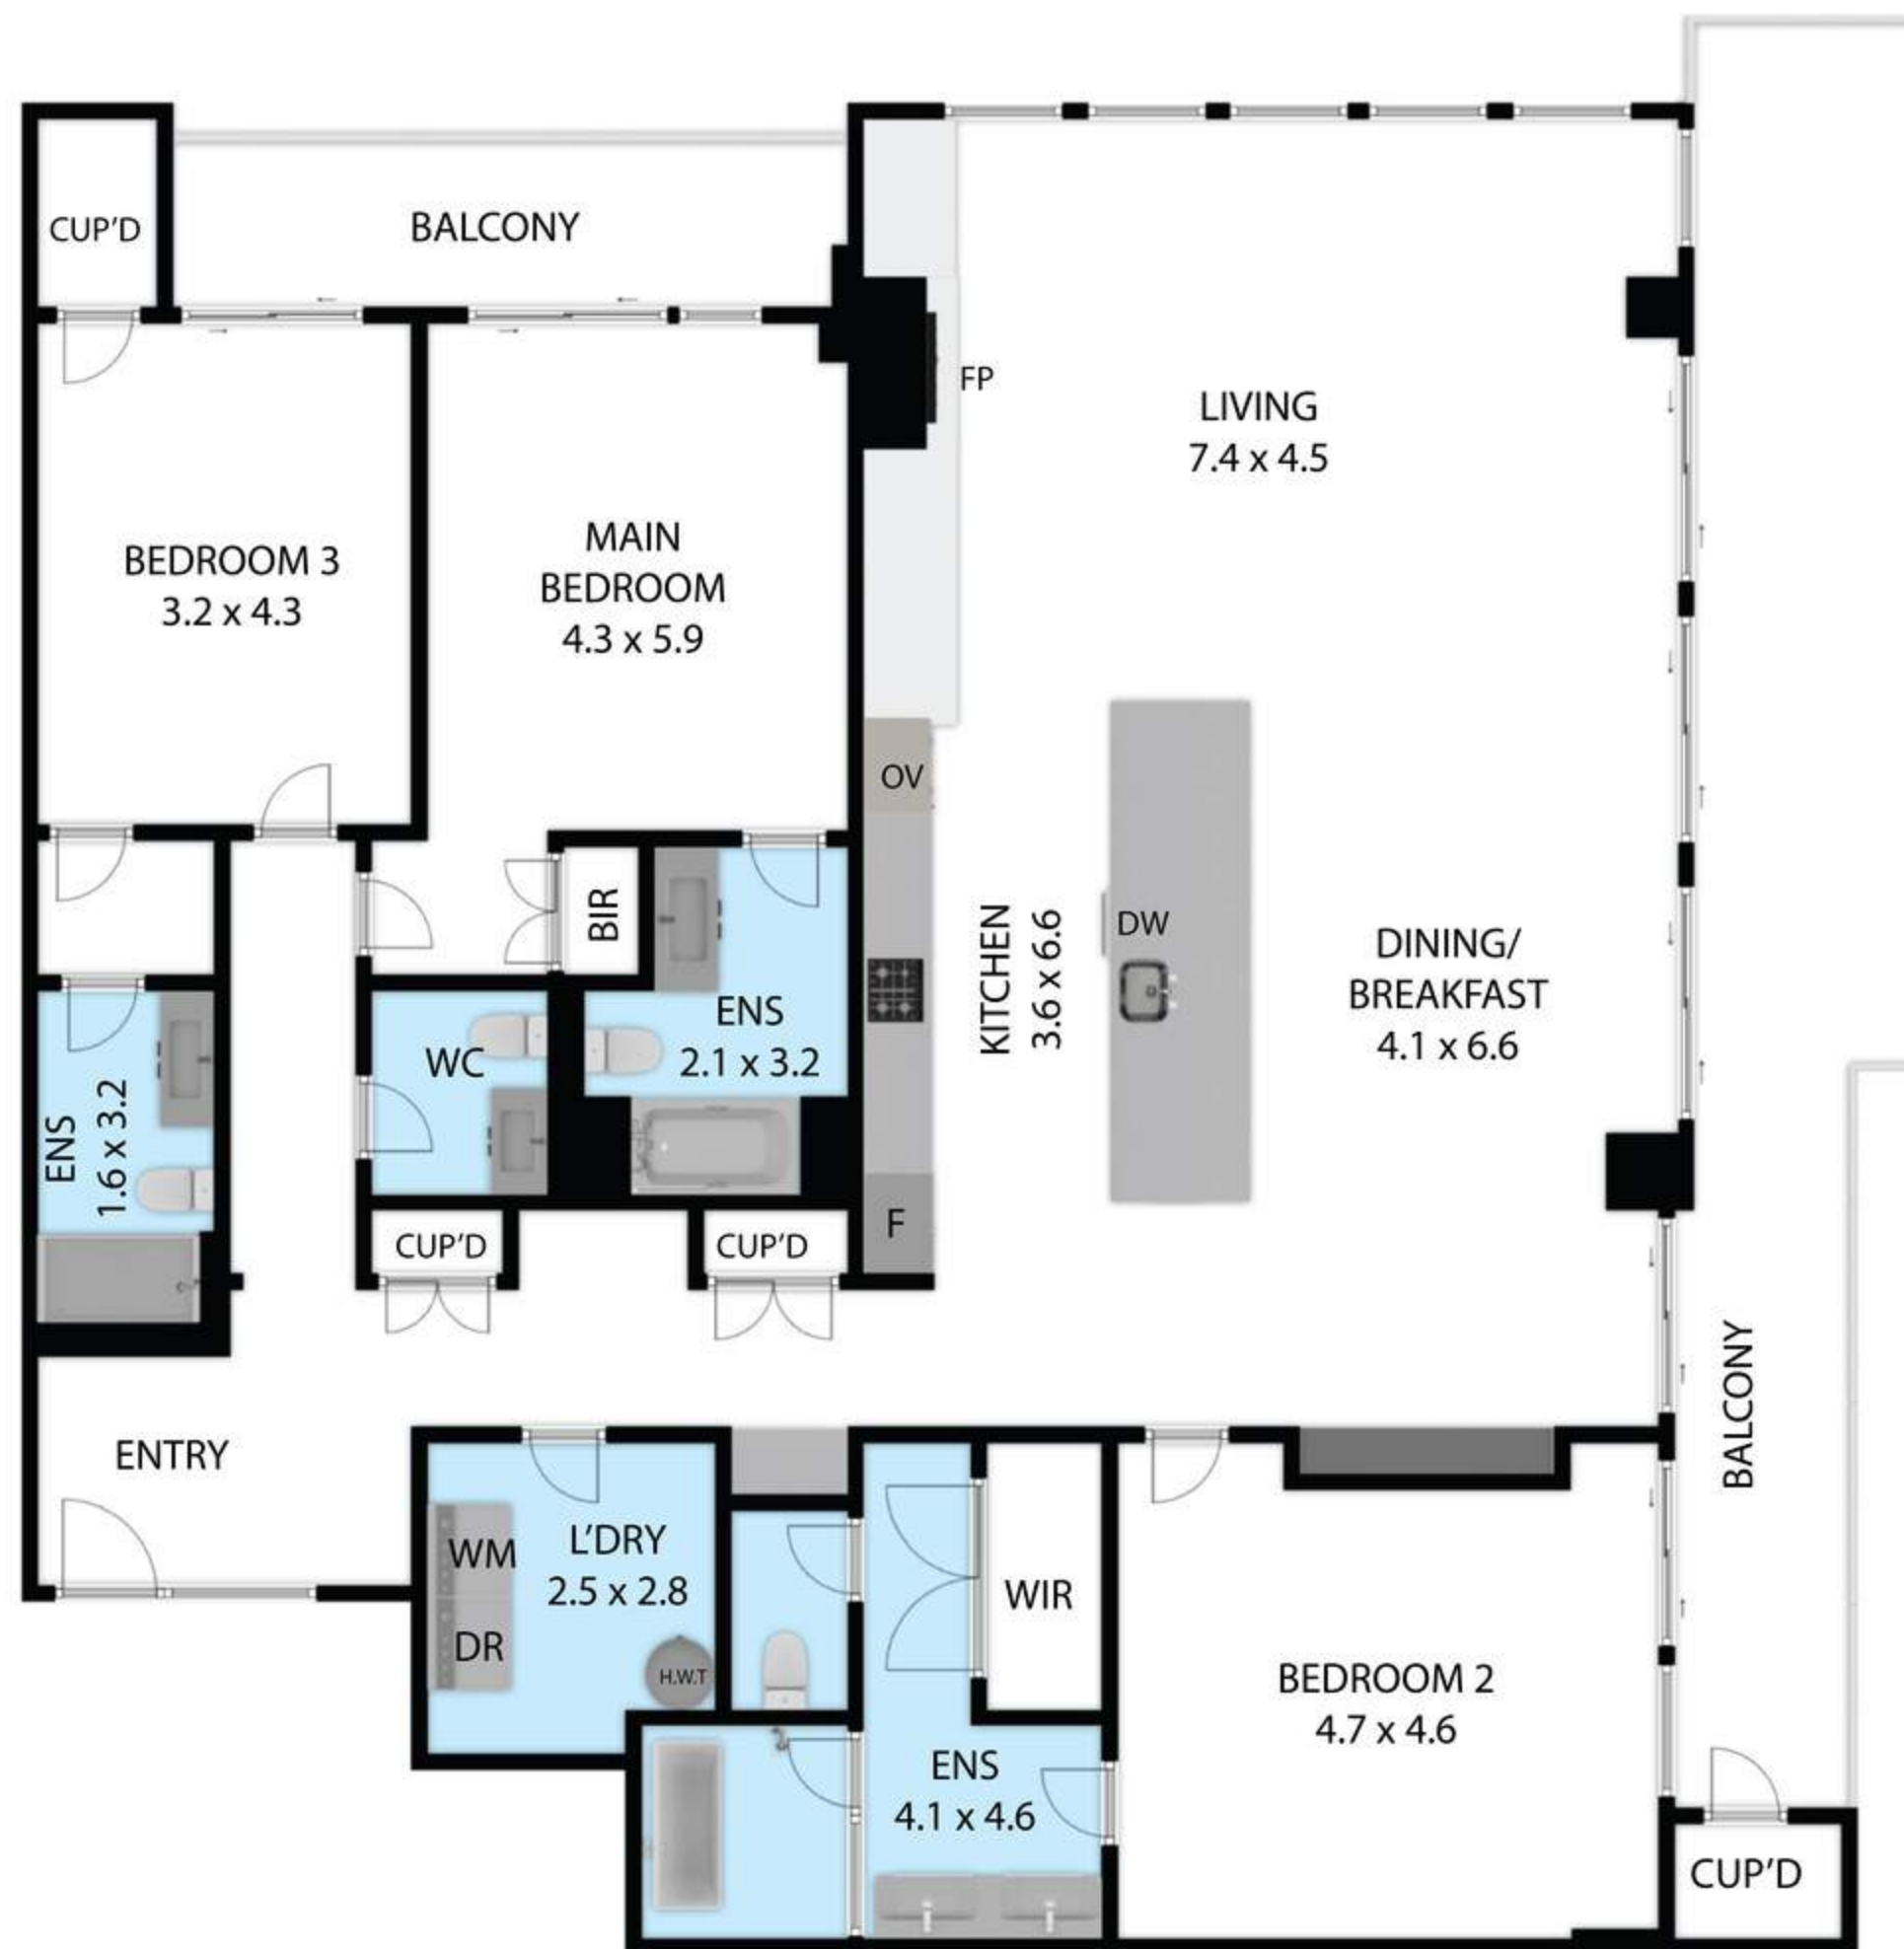 CUP'D
BALCONY
FP
LIVING
7.4 x 4.5
BEDROOM 3
3.2 x 4.3
MAIN
BEDROOM
4.3 x 5.9
OV
BIR
KITCHEN
3.6 x 6.6
DW
DINING/
BREAKFAST
4.1 x 6.6
ENS
2.1 x 3.2
WC
ENS
1.6 x 3.2
F
CUP'D
CUP'D
BALCONY
ENTRY
WM
DR
L'DRY
2.5 x 2.8
H.W.T
WIR
BEDROOM 2
4.7 x 4.6
ENS
4.1 x 4.6
CUP'D